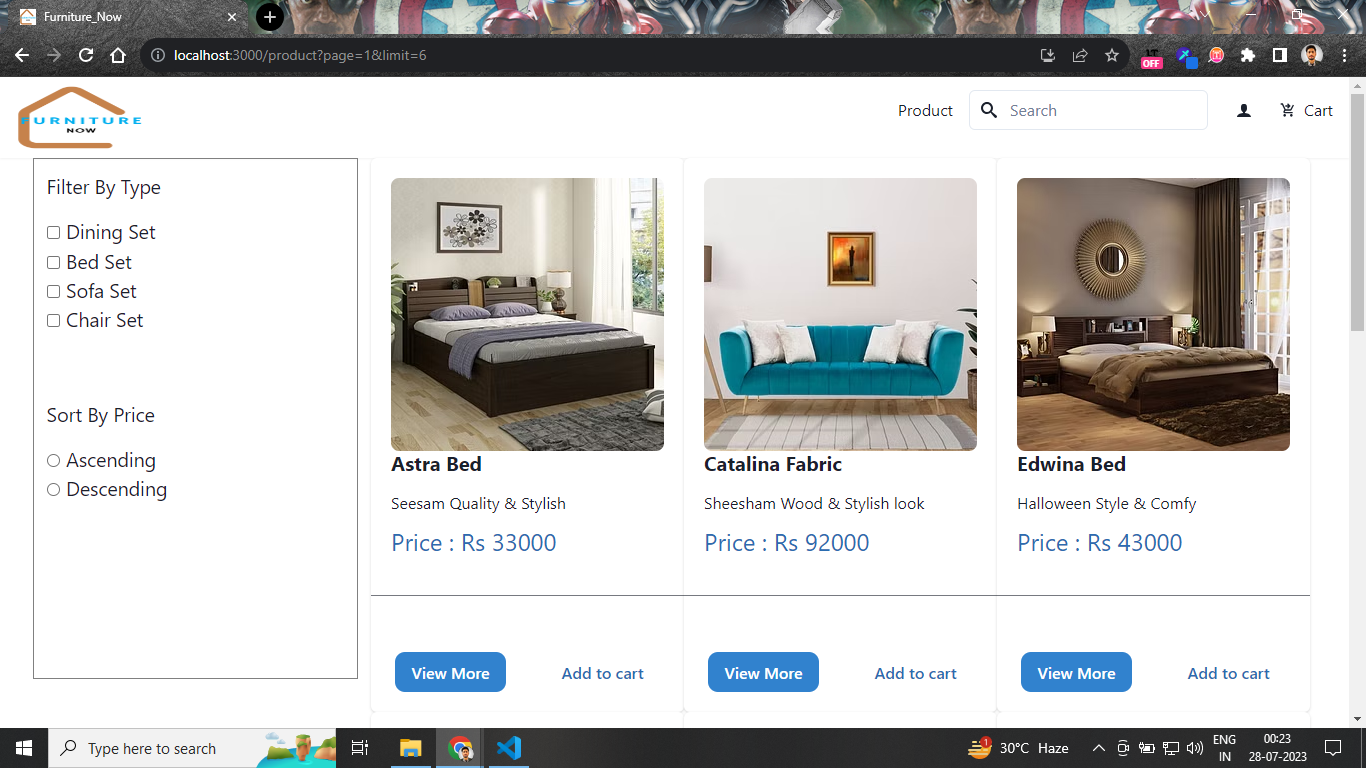 Furniture_Now
localhost:3000/product?page=1&limit=6
LT
OFF
FURNITURE
NOW
Product
Search
Cart
Filter By Type
Dining Set
Bed Set
Sofa Set
Chair Set
Sort By Price
Ascending
Descending
Astra Bed
Seesam Quality & Stylish
Price : Rs 33000
View More
Add to cart
Catalina Fabric
Sheesham Wood & Stylish look
Price : Rs 92000
View More
Add to cart
Edwina Bed
Halloween Style & Comfy
Price : Rs 43000
View More
Add to cart
Type here to search
1
30°C Haze
ENG
IN
00:23
28-07-2023